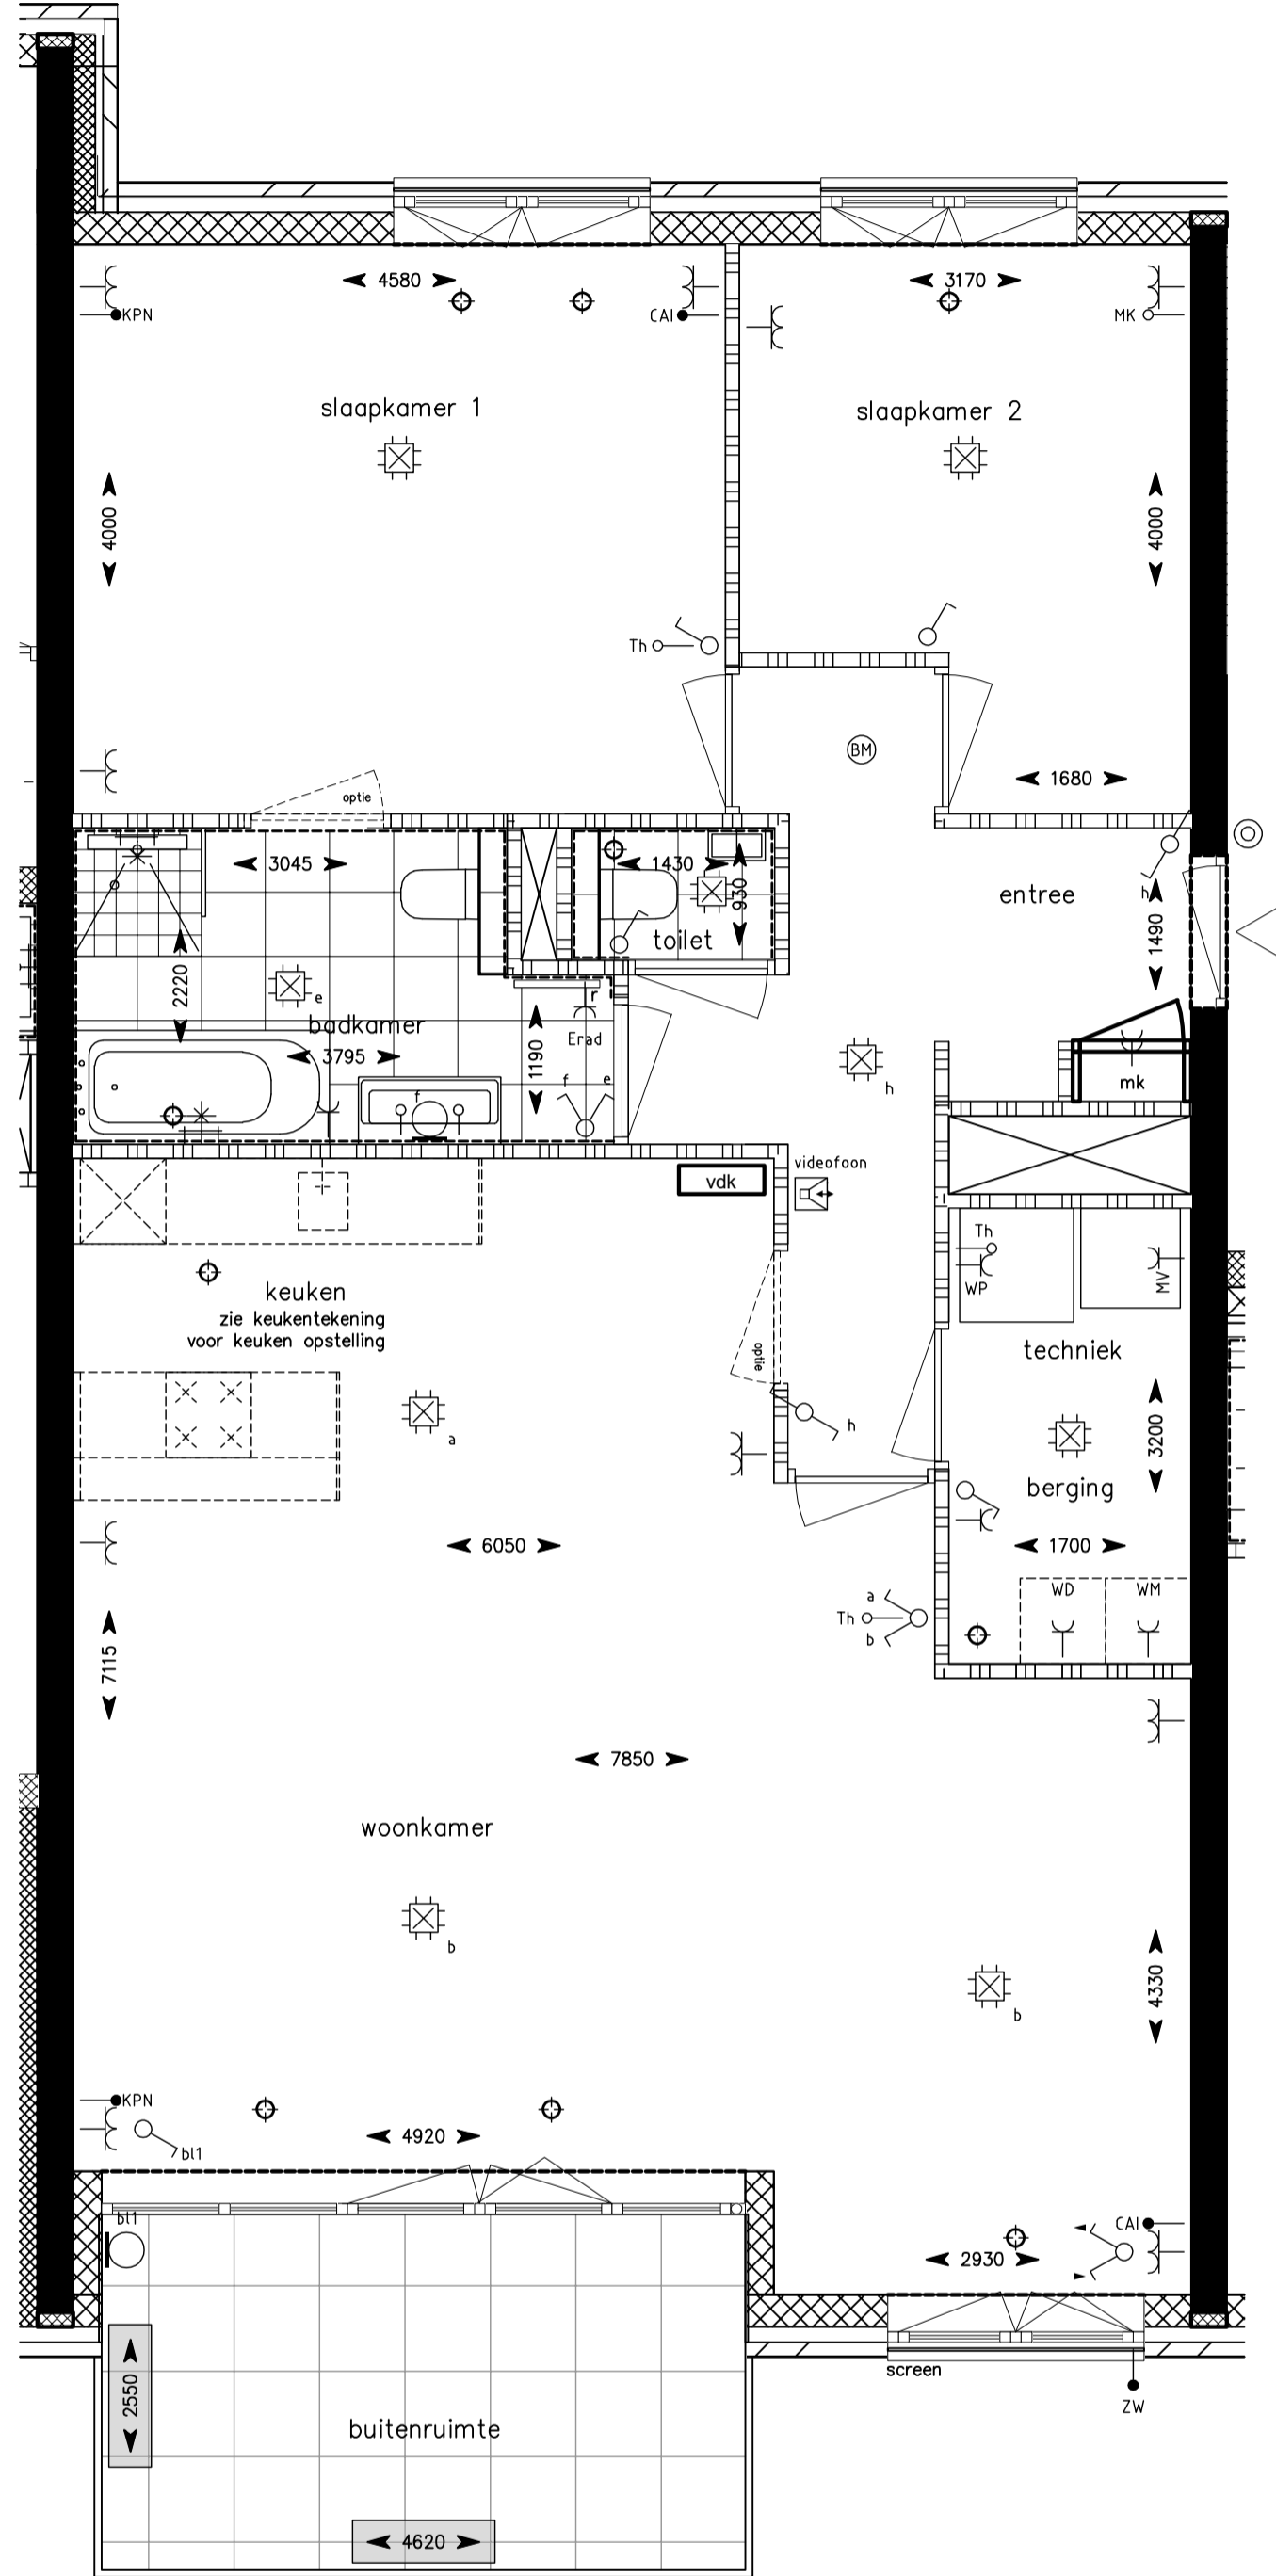 4580
3170
KPN
CAI
MK
slaapkamer 1
slaapkamer 2
4000
4000
Th
BM
optie
1680
3045
1430
930
toilet
entree
h
1490
2220
e
badkamer
r
Erad
3795
1190
f
e
f
h
mk
videofoon
vdk
Th
WP
MV
keuken
zie keukentekening
voor keuken opstelling
techniek
optie
a
h
3200
berging
6050
1700
WD
WM
a
Th
b
7115
7850
woonkamer
b
b
4330
KPN
bl1
4920
bl1
CAI
2930
screen
ZW
2550
buitenruimte
4620